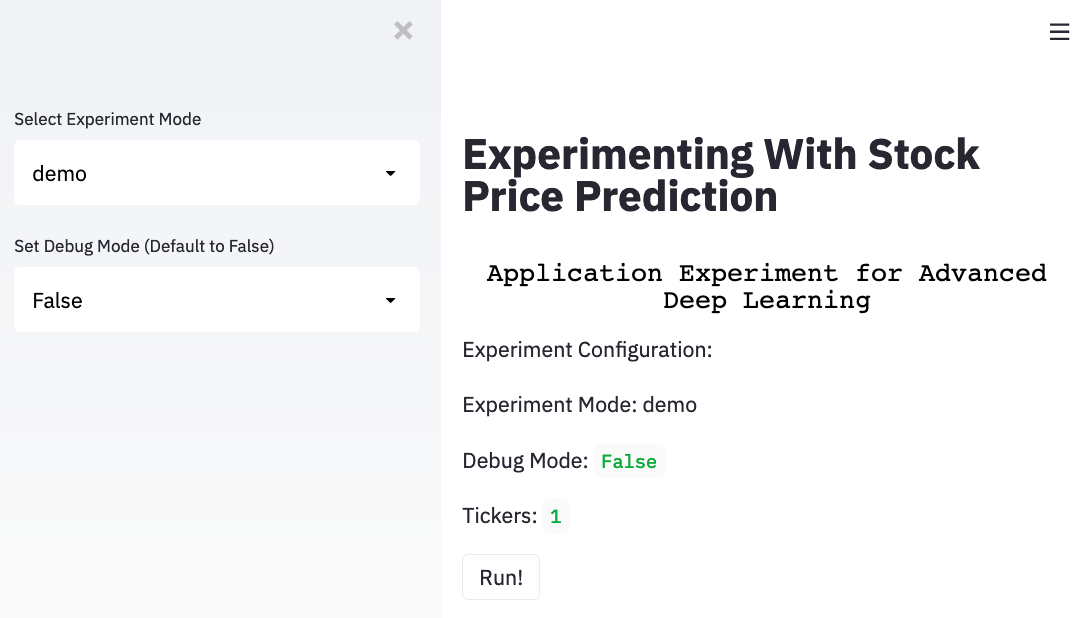 Select Experiment Mode
demo
Set Debug Mode (Default to False)
False
Experimenting With Stock
Price Prediction
Application Experiment for Advanced
Deep Learning
Experiment Configuration:
Experiment Mode: demo
Debug Mode: False
Tickers: 1
Run!